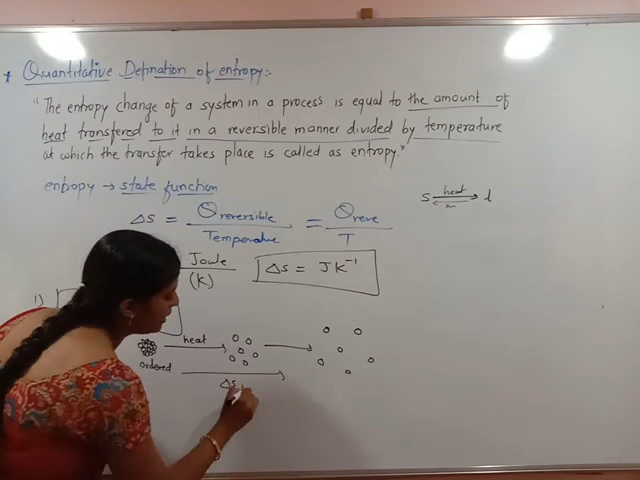 * Quantitative Defination of entropy:-
"The entropy change of a system in a process is equal to the amount of
heat transfered to it in a reversible manner divided by temperature
at which the transfer takes place is called as entropy."
entropy → state function
s heat l
ΔS = Qreversible / Temperature = Qreve / T
Joule / (K) ΔS = JK⁻¹
1)
heat
ordered
ΔS